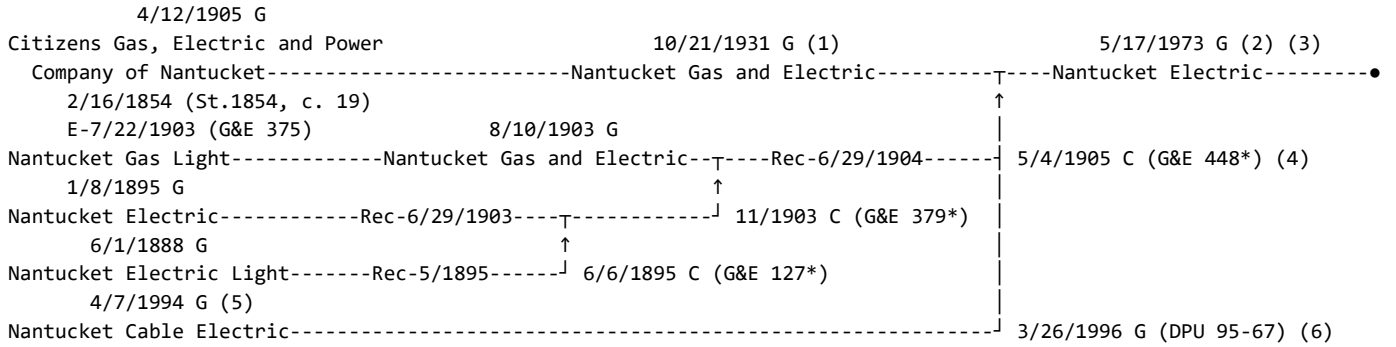 4/12/1905 G
Citizens Gas, Electric and Power 10/21/1931 G (1) 5/17/1973 G (2) (3)
Company of Nantucket--------------------------Nantucket Gas and Electric----------┬----Nantucket Electric---------●
2/16/1854 (St.1854, c. 19) ↑
E-7/22/1903 (G&E 375) 8/10/1903 G │
Nantucket Gas Light-------------Nantucket Gas and Electric--┬----Rec-6/29/1904------┤ 5/4/1905 C (G&E 448*) (4)
1/8/1895 G ↑ │
Nantucket Electric------------Rec-6/29/1903----┬------------┘ 11/1903 C (G&E 379*) │
6/1/1888 G ↑ │
Nantucket Electric Light-------Rec-5/1895------┘ 6/6/1895 C (G&E 127*) │
4/7/1994 G (5) │
Nantucket Cable Electric-------------------------------------------------------------┘ 3/26/1996 G (DPU 95-67) (6)